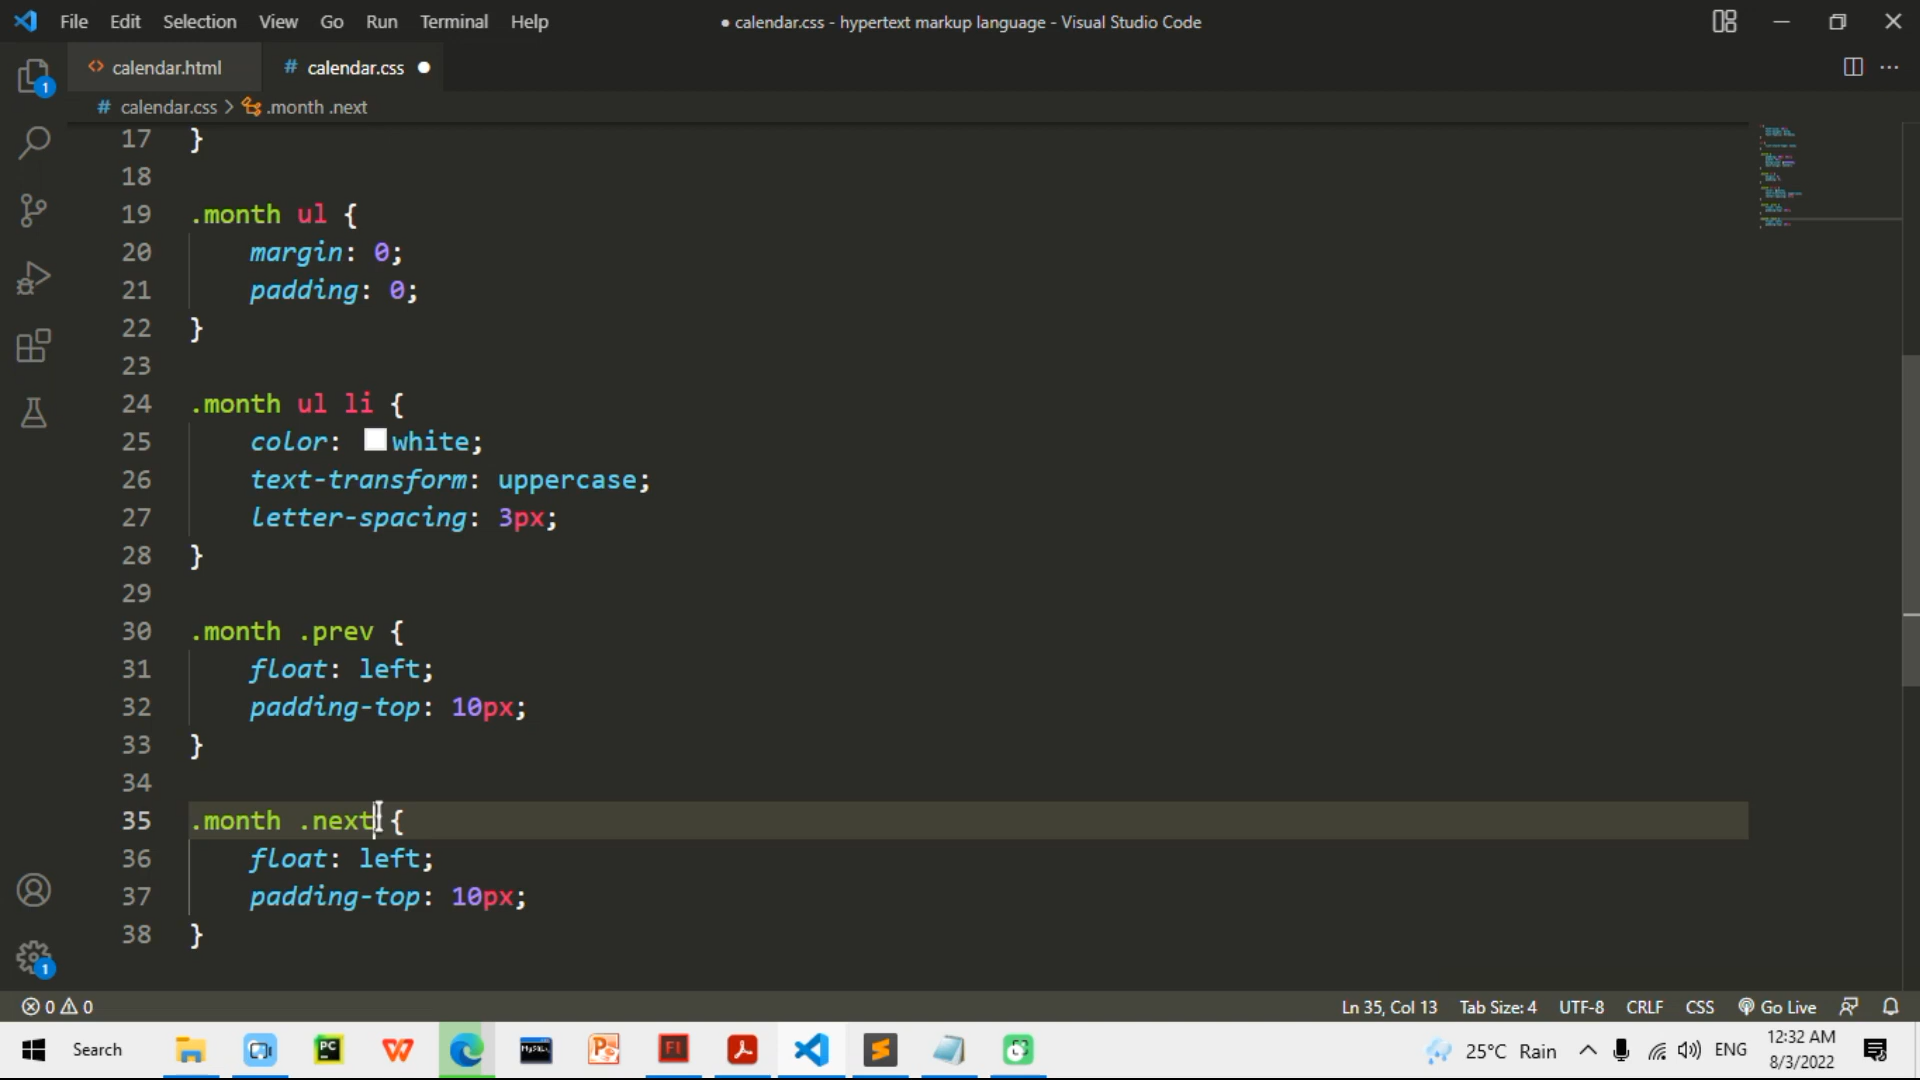 File Edit Selection View Go Run Terminal Help
● calendar.css - hypertext markup language - Visual Studio Code
calendar.html
# calendar.css ●
# calendar.css > .month .next
1
17 }
18
19 .month ul {
20 margin: 0;
21 padding: 0;
22 }
23
24 .month ul li {
25 color: white;
26 text-transform: uppercase;
27 letter-spacing: 3px;
28 }
29
30 .month .prev {
31 float: left;
32 padding-top: 10px;
33 }
34
35 .month .next {
36 float: left;
37 padding-top: 10px;
38 }
1
0 0
Ln 35, Col 13 Tab Size: 4 UTF-8 CRLF CSS Go Live
Search
PC
W
MySQL
P
Fl
S
25°C Rain
ENG
12:32 AM
8/3/2022